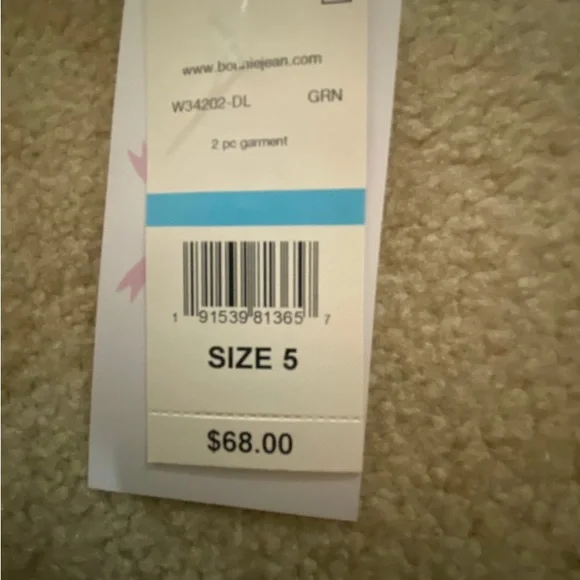 www.bonniejean.com
W34202-DL GRN
2 pc garment
1 91539 81365 7
SIZE 5
$68.00